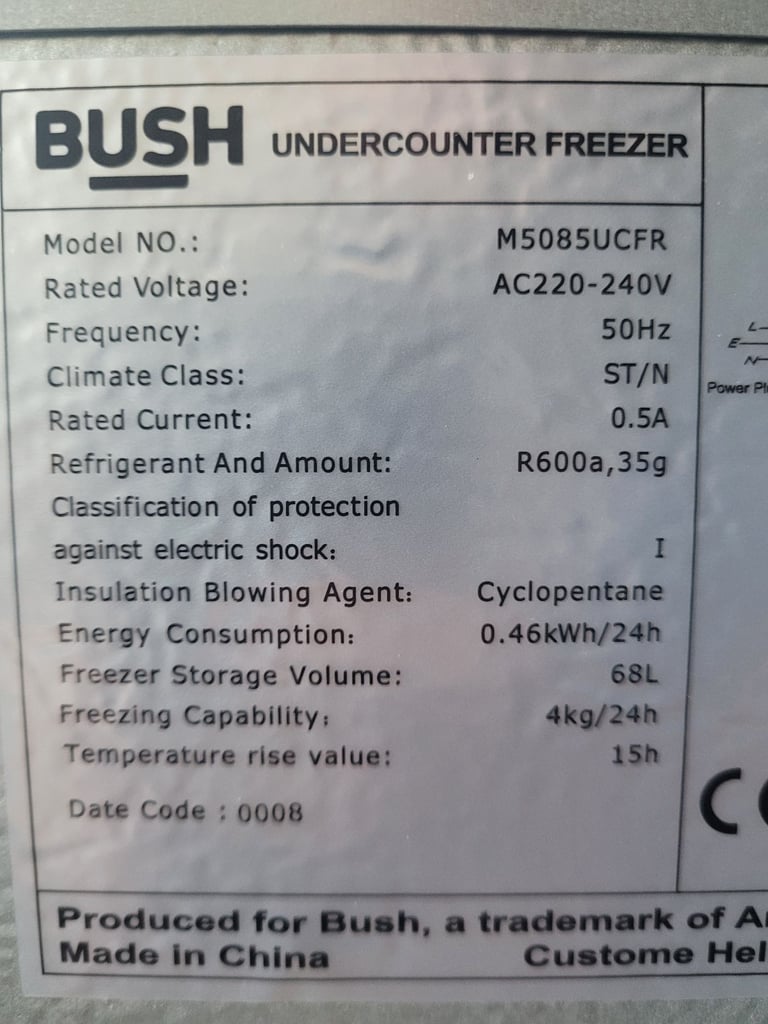 BUSH UNDERCOUNTER FREEZER
Model NO.: M5085UCFR
Rated Voltage: AC220-240V
Frequency: 50Hz
Climate Class: ST/N
Rated Current: 0.5A
Refrigerant And Amount: R600a,35g
Classification of protection
against electric shock: I
Insulation Blowing Agent: Cyclopentane
Energy Consumption: 0.46kWh/24h
Freezer Storage Volume: 68L
Freezing Capability: 4kg/24h
Temperature rise value: 15h
Date Code : 0008
L
E
N
Power
CE
Produced for Bush, a trademark of
Made in China Custome